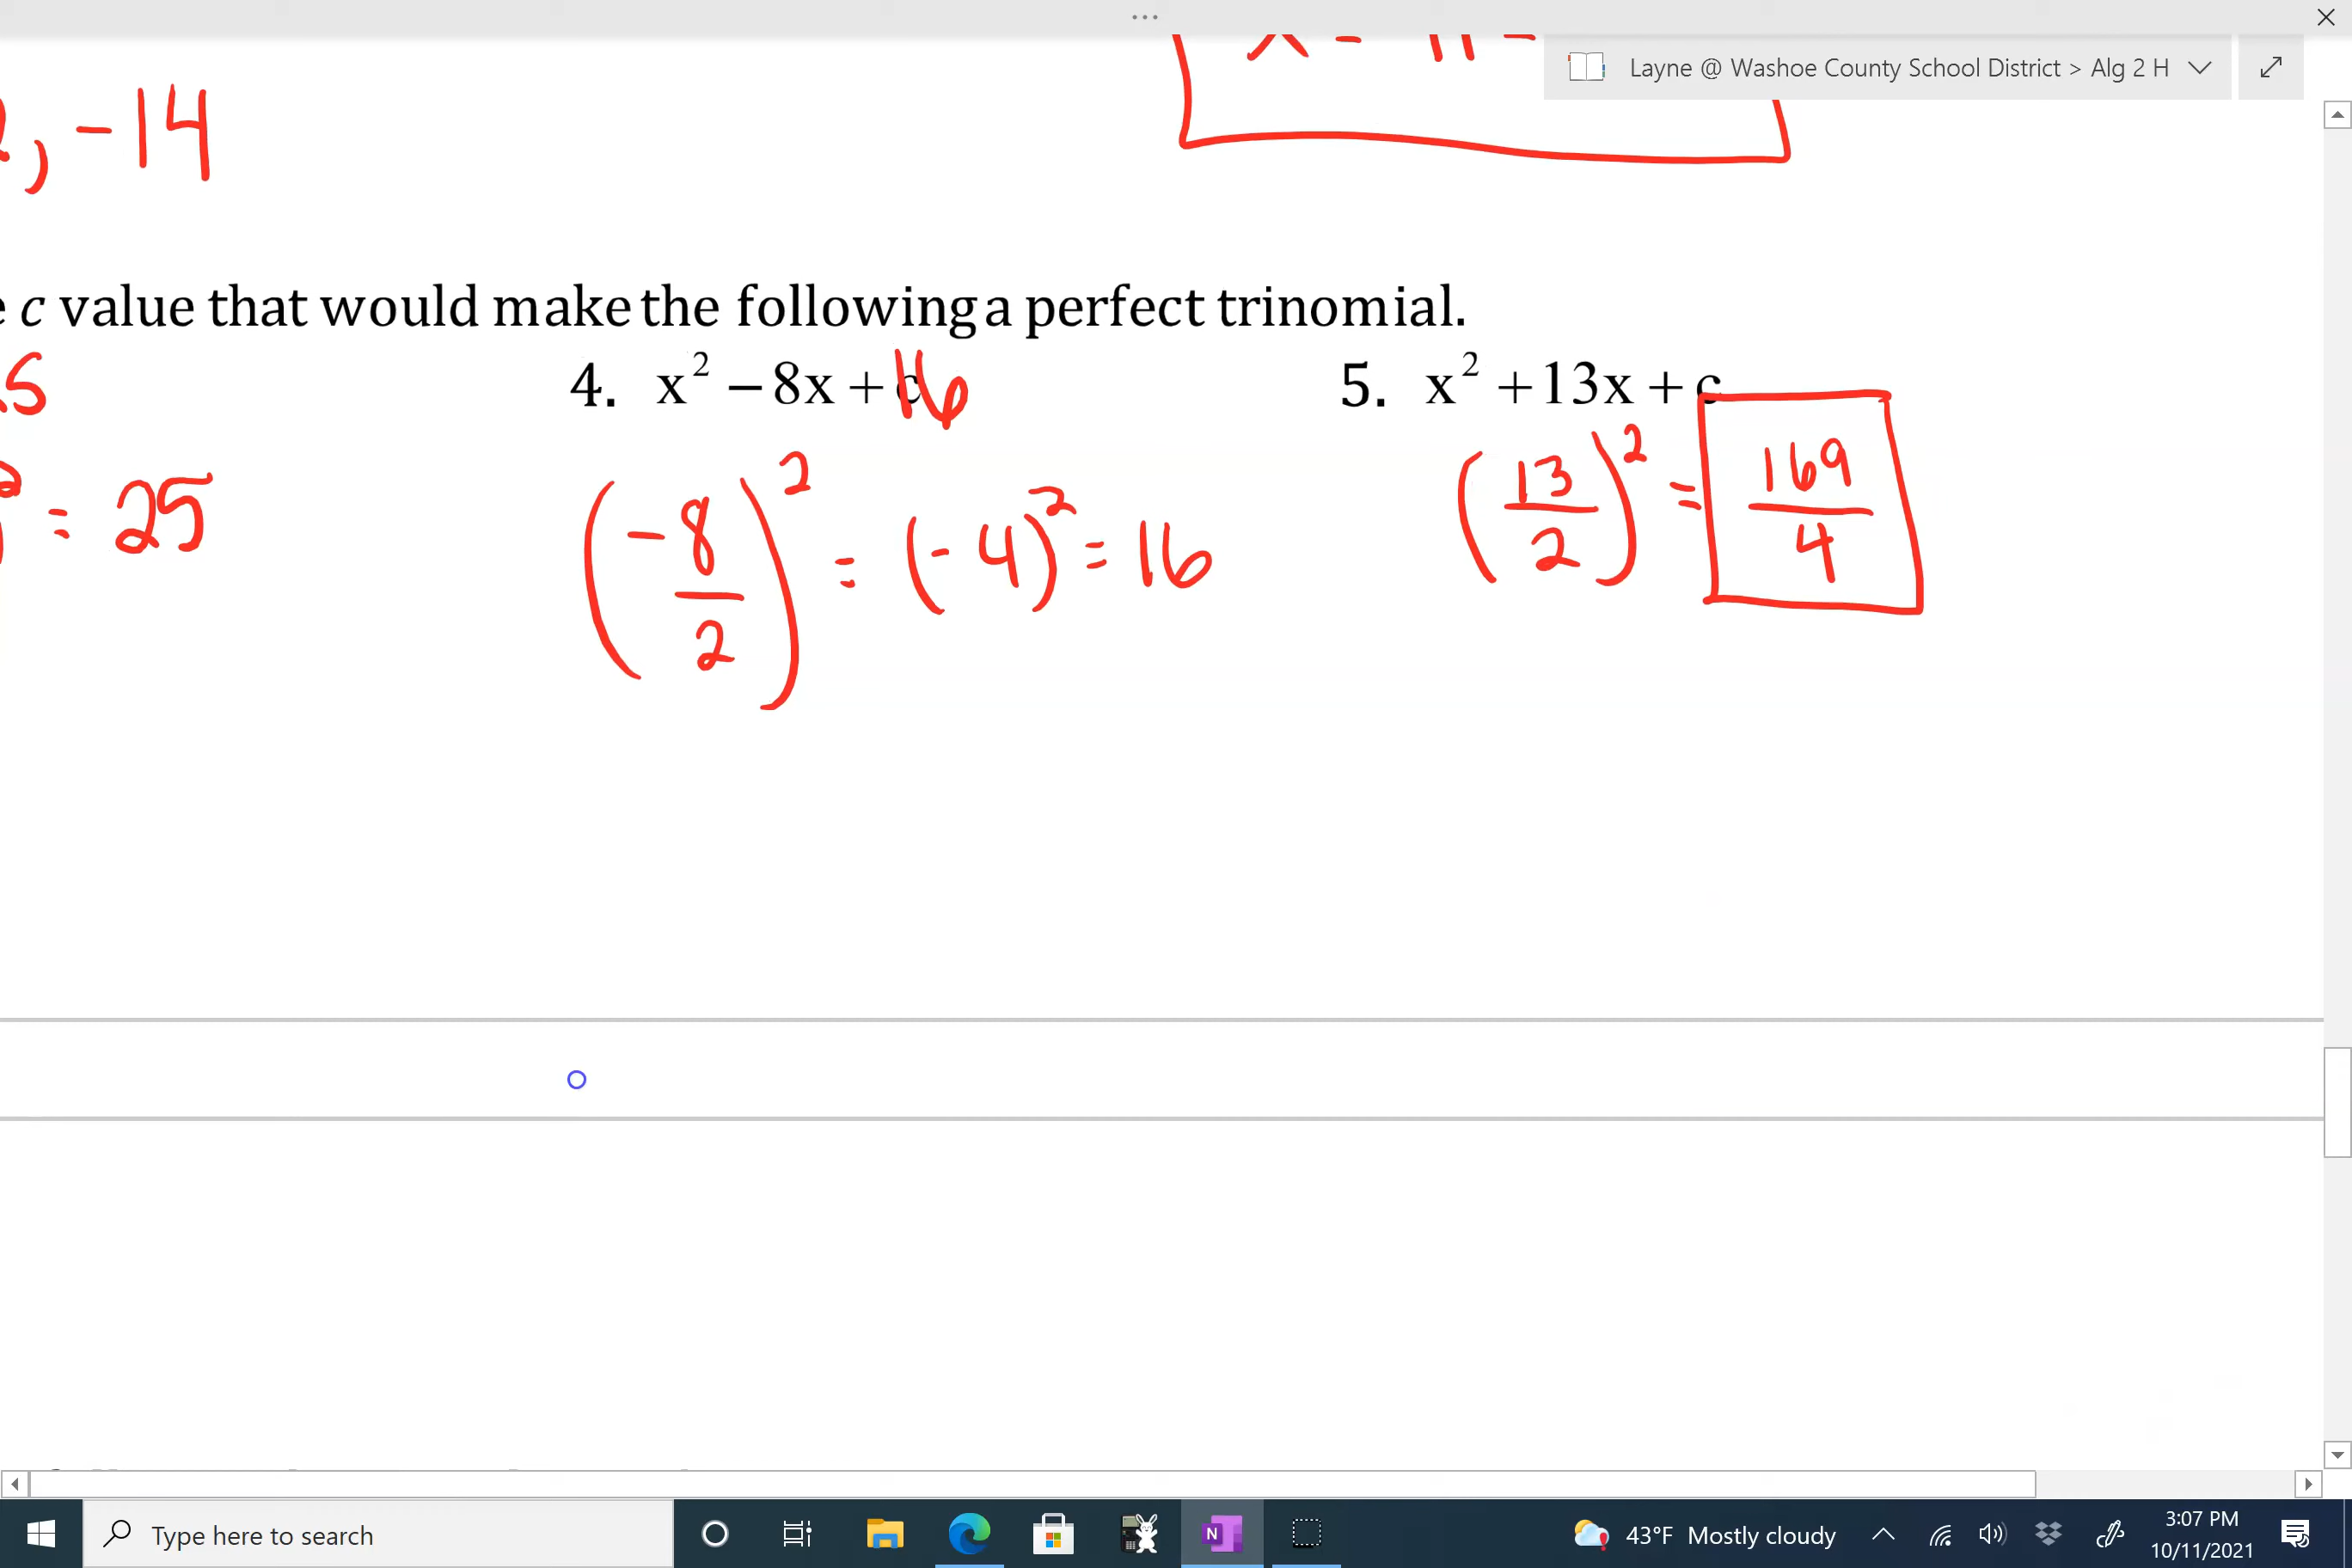 x = 11 =
Layne @ Washoe County School District > Alg 2 H
, -14
c value that would make the following a perfect trinomial.
4. x² − 8x + 16
5. x² + 13x + c
(-8/2)² = (-4)² = 16
(13/2)² = 169/4
= 25
Type here to search
N
43°F Mostly cloudy
3:07 PM
10/11/2021